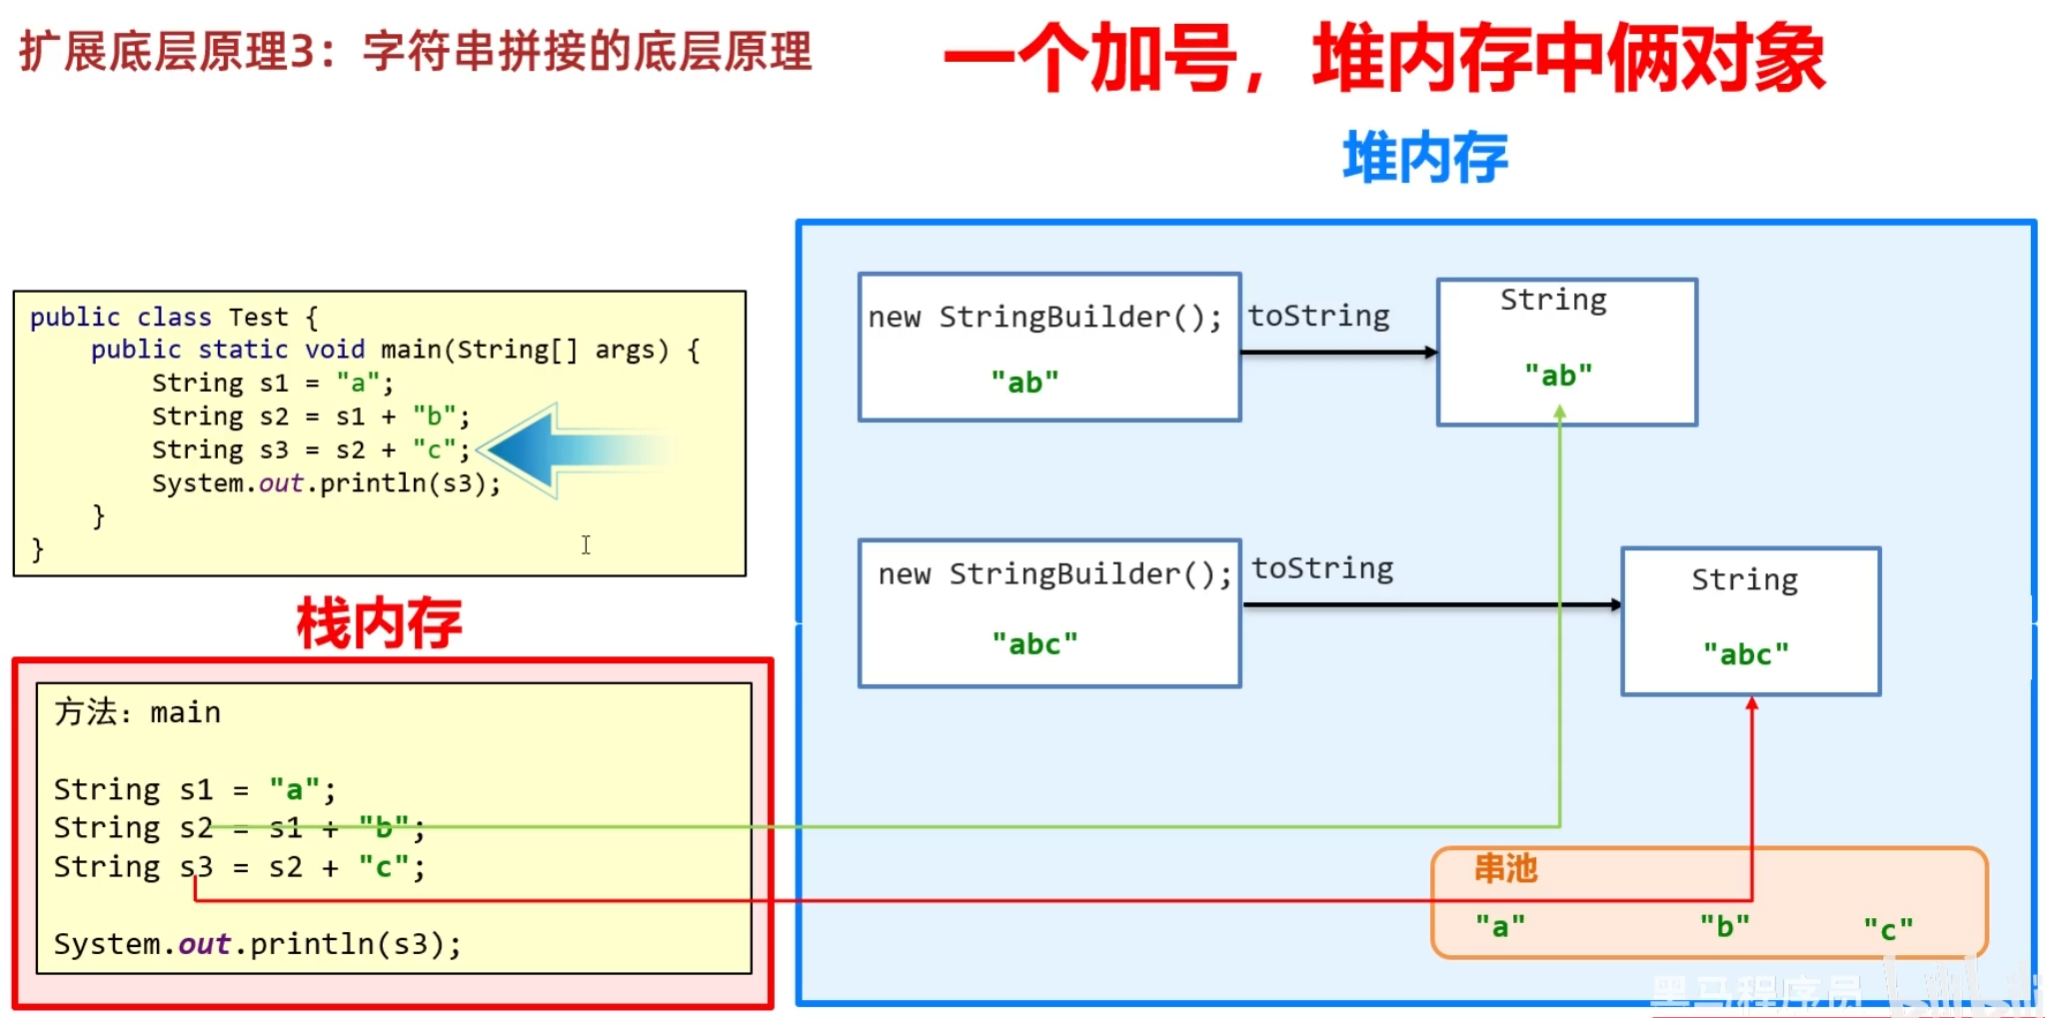 扩展底层原理3：字符串拼接的底层原理
一个加号，堆内存中俩对象
堆内存
public class Test {
public static void main(String[] args) {
String s1 = "a";
String s2 = s1 + "b";
String s3 = s2 + "c";
System.out.println(s3);
}
}
栈内存
方法：main
String s1 = "a";
String s2 = s1 + "b";
String s3 = s2 + "c";
System.out.println(s3);
new StringBuilder();
"ab"
toString
String
"ab"
new StringBuilder();
"abc"
toString
String
"abc"
串池
"a" "b" "c"
黑马程序员 bilibili